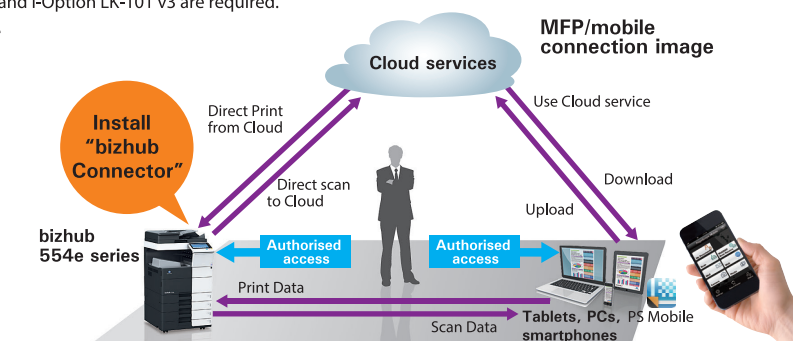 and i-Option LK-101 v3 are required.
MFP/mobile
connection image
Cloud services
Direct Print
from Cloud
Use Cloud service
Install
“bizhub
Connector”
Direct scan
to Cloud
Download
Upload
bizhub
554e series
Authorised
access
Authorised
access
Print Data
Scan Data
Tablets, PCs,
smartphones
PS Mobile